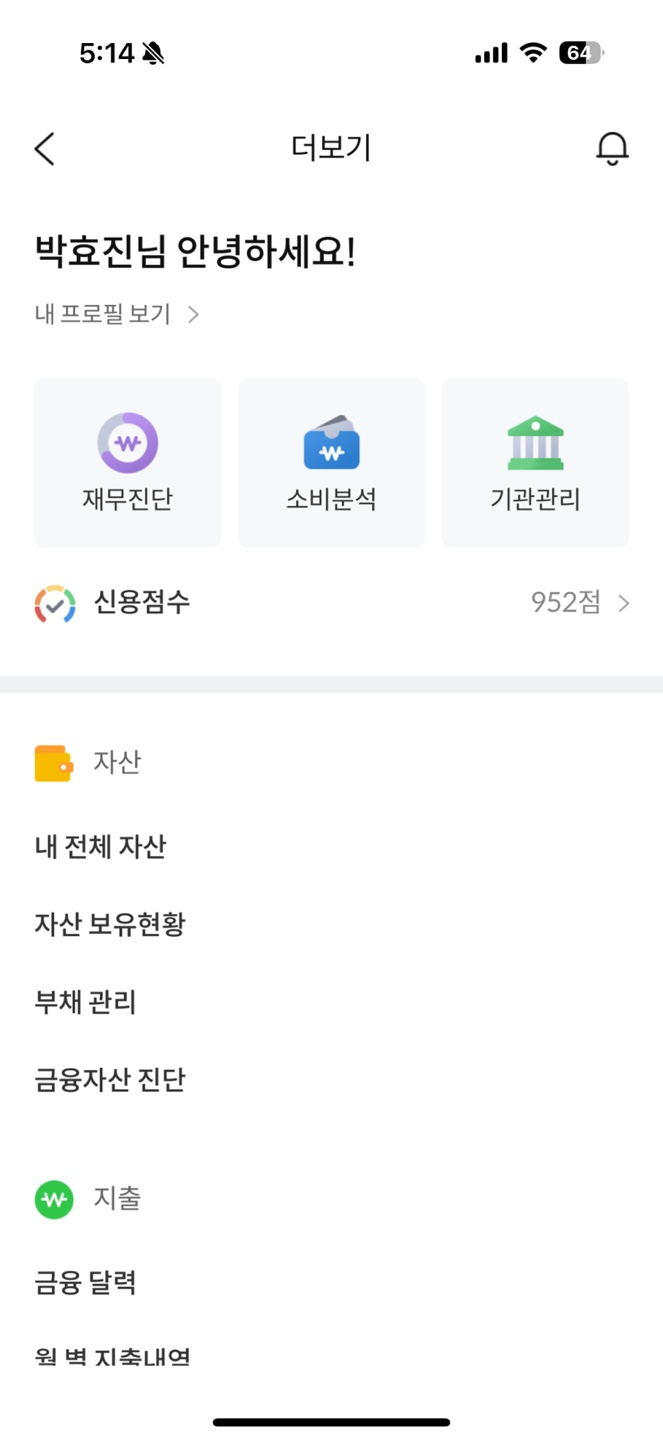 5:14
64
더보기
박효진님 안녕하세요!
내 프로필 보기
재무진단
소비분석
기관관리
신용점수
952점
자산
내 전체 자산
자산 보유현황
부채 관리
금융자산 진단
지출
금융 달력
월 별 지출내역